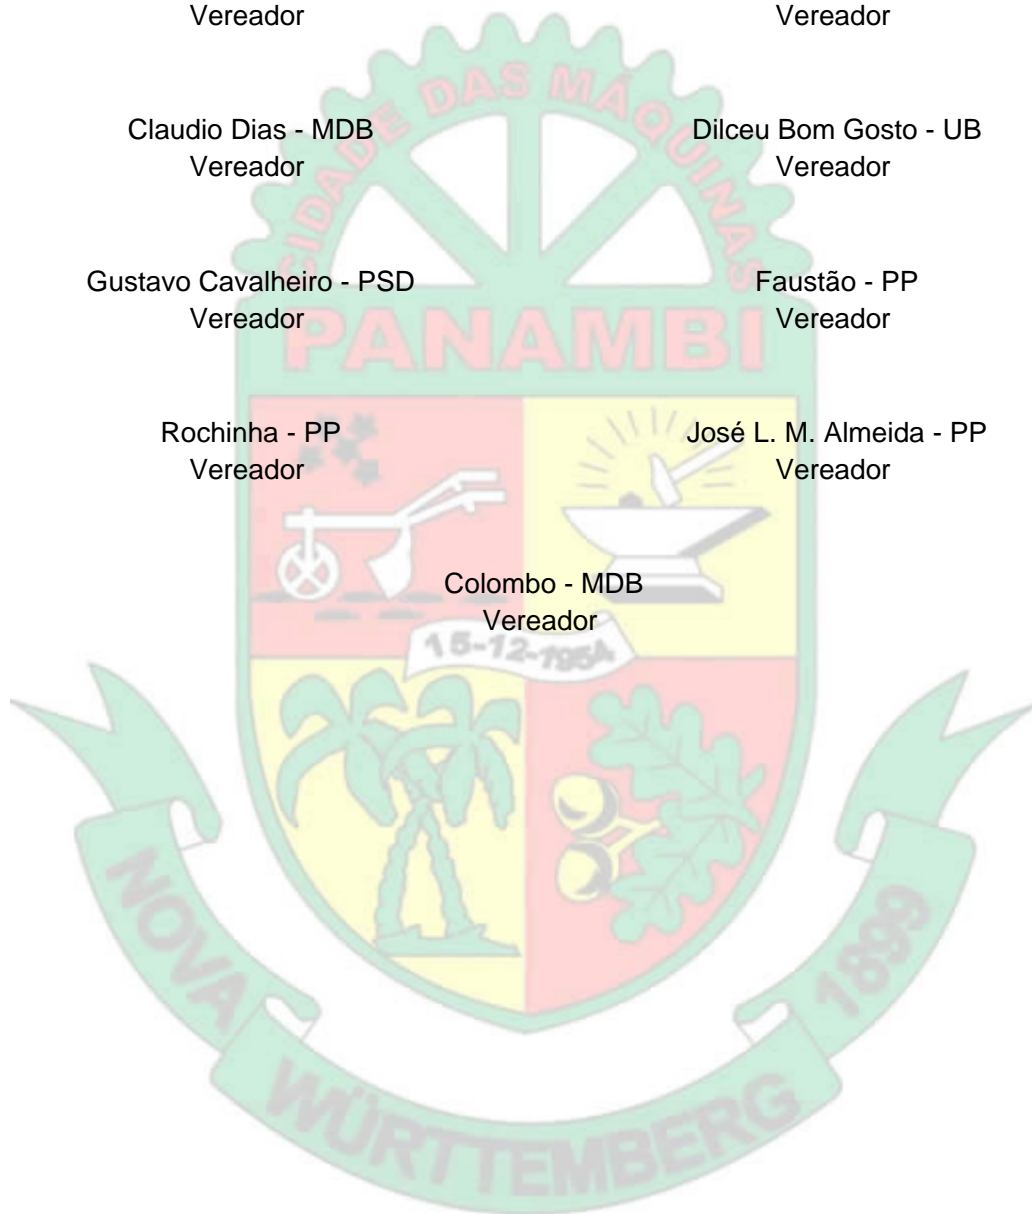 Vereador Vereador
CIDADE DAS MÁQUINAS
Claudio Dias - MDB Dilceu Bom Gosto - UB
Vereador Vereador
Gustavo Cavalheiro - PSD Faustão - PP
Vereador Vereador
PANAMBI
Rochinha - PP José L. M. Almeida - PP
Vereador Vereador
Colombo - MDB
Vereador
15-12-1954
NOVA WÜRTTEMBERG 1899